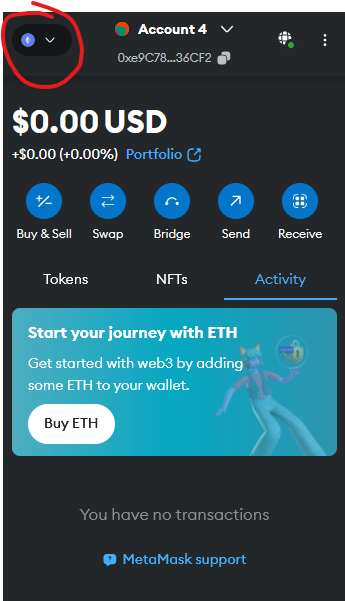 Account 4
0xe9C78...36CF2
$0.00 USD
+$0.00 (+0.00%) Portfolio
Buy & Sell Swap Bridge Send Receive
Tokens NFTs Activity
Start your journey with ETH
Get started with web3 by adding
some ETH to your wallet.
Buy ETH
You have no transactions
MetaMask support